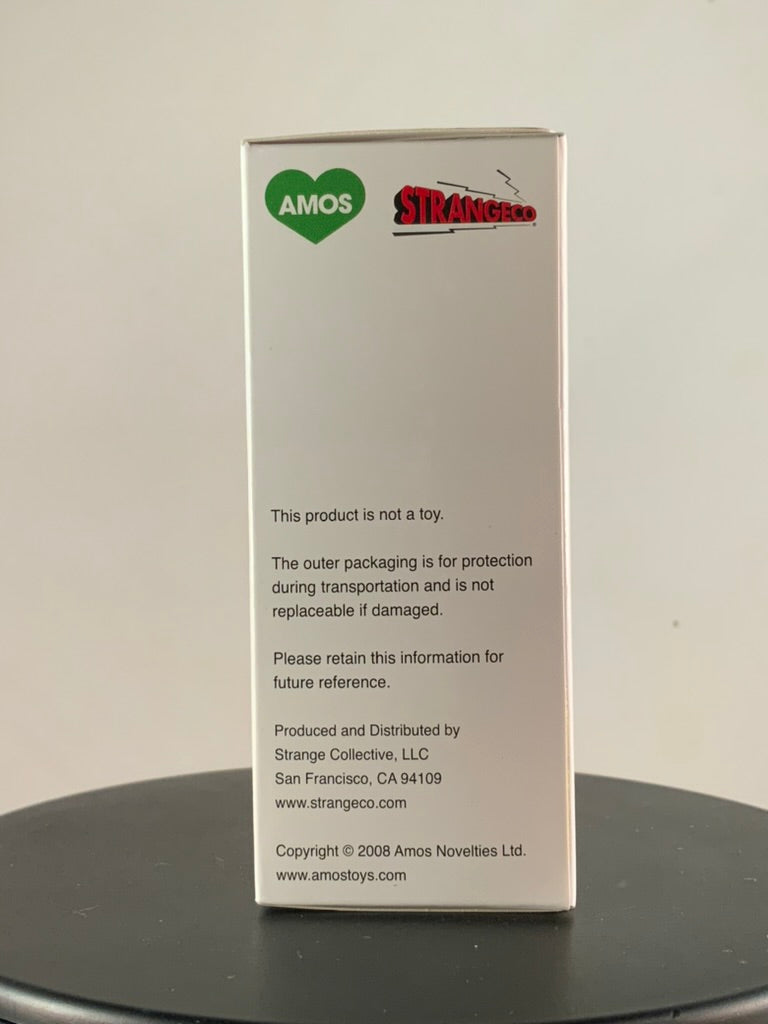 AMOS
STRANGECO
This product is not a toy.
The outer packaging is for protection
during transportation and is not
replaceable if damaged.
Please retain this information for
future reference.
Produced and Distributed by
Strange Collective, LLC
San Francisco, CA 94109
www.strangeco.com
Copyright © 2008 Amos Novelties Ltd.
www.amostoys.com